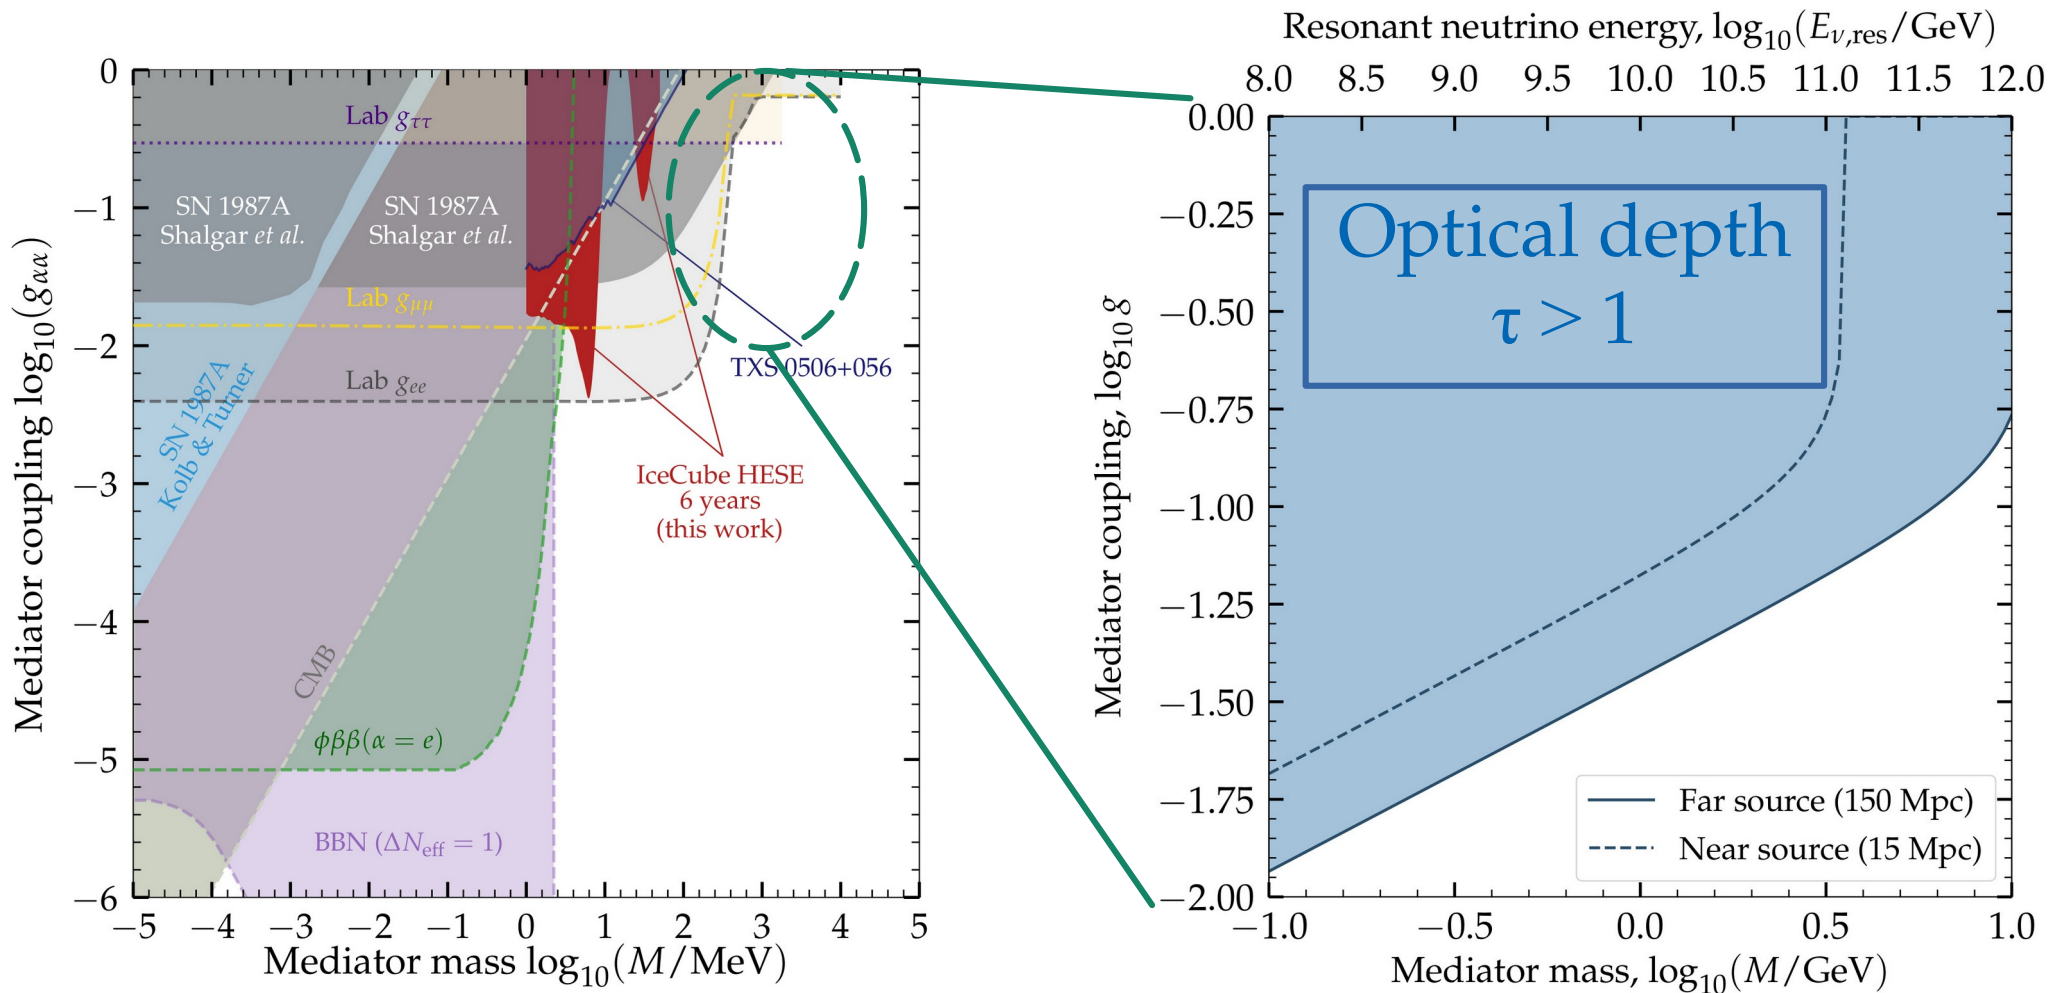 0
−1
−2
−3
−4
−5
−6
−5
−4
−3
−2
−1
0
1
2
3
4
5
Mediator coupling log₁₀(gαα)
Mediator mass log₁₀(M/MeV)
Lab gττ
SN 1987A
Shalgar et al.
SN 1987A
Shalgar et al.
Lab gμμ
Lab gee
SN 1987A
Kolb & Turner
TXS 0506+056
IceCube HESE
6 years
(this work)
CMB
ϕββ(α = e)
BBN (ΔNeff = 1)
Resonant neutrino energy, log₁₀(Eν,res/GeV)
8.0
8.5
9.0
9.5
10.0
10.5
11.0
11.5
12.0
0.00
−0.25
−0.50
−0.75
−1.00
−1.25
−1.50
−1.75
−2.00
Mediator coupling, log₁₀ g
Optical depth
τ > 1
Far source (150 Mpc)
Near source (15 Mpc)
−1.0
−0.5
0.0
0.5
1.0
Mediator mass, log₁₀(M/GeV)